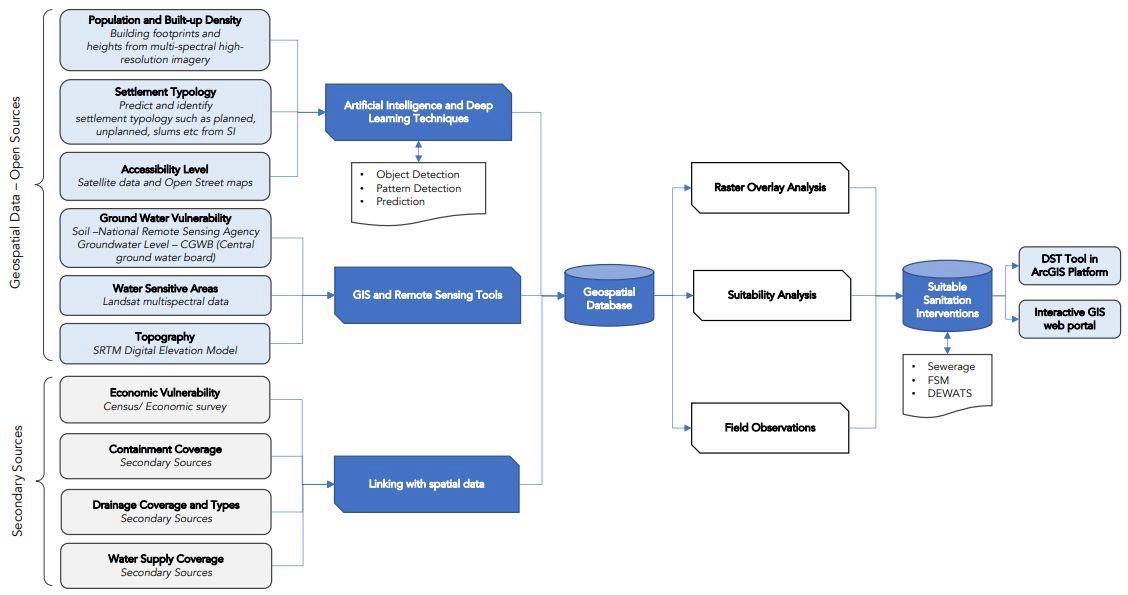 Geospatial Data – Open Sources
Population and Built-up Density
Building footprints and
heights from multi-spectral high-
resolution imagery
Settlement Typology
Predict and identify
settlement typology such as planned,
unplanned, slums etc from SI
Accessibility Level
Satellite data and Open Street maps
Ground Water Vulnerability
Soil –National Remote Sensing Agency
Groundwater Level – CGWB (Central
ground water board)
Water Sensitive Areas
Landsat multispectral data
Topography
SRTM Digital Elevation Model
Secondary Sources
Economic Vulnerability
Census/ Economic survey
Containment Coverage
Secondary Sources
Drainage Coverage and Types
Secondary Sources
Water Supply Coverage
Secondary Sources
Artificial Intelligence and Deep
Learning Techniques
• Object Detection
• Pattern Detection
• Prediction
GIS and Remote Sensing Tools
Linking with spatial data
Geospatial
Database
Raster Overlay Analysis
Suitability Analysis
Field Observations
Suitable
Sanitation
Interventions
• Sewerage
• FSM
• DEWATS
DST Tool in
ArcGIS Platform
Interactive GIS
web portal